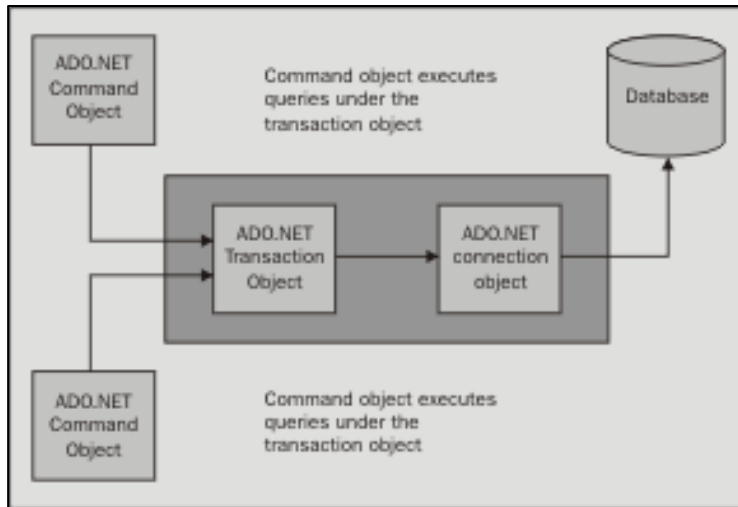 ADO.NET
Command
Object
Command object executes
queries under the
transaction object
Database
ADO.NET
Transaction
Object
ADO.NET
connection
object
ADO.NET
Command
Object
Command object executes
queries under the
transaction object